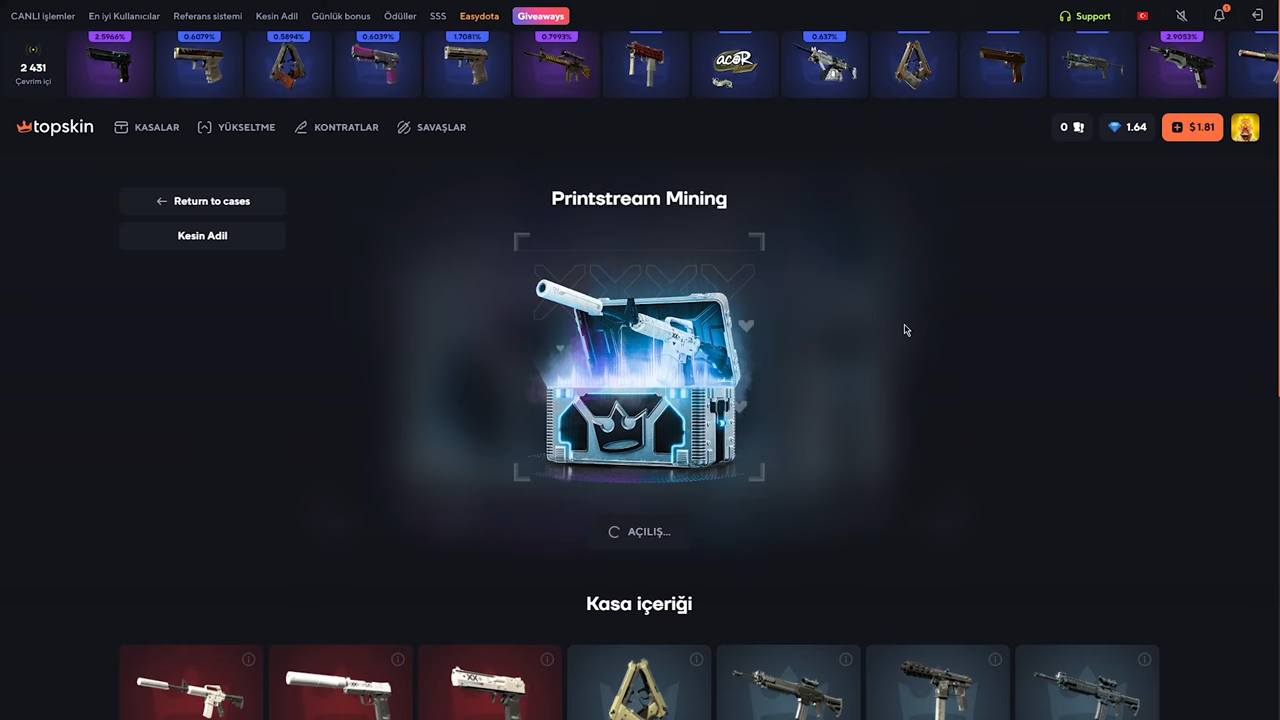 CANLI işlemler En iyi Kullanıcılar Referans sistemi Kesin Adil Günlük bonus Ödüller SSS Easydota Giveaways Support 1
2.5966% 0.6079% 0.5894% 0.6039% 1.7081% 0.7993% 0.637% 2.9053%
2 431
Çevrim içi
acoR
topskin KASALAR YÜKSELTME KONTRATLAR SAVAŞLAR 0 1.64 $ 1.81
Return to cases
Kesin Adil
Printstream Mining
AÇILIŞ...
Kasa içeriği